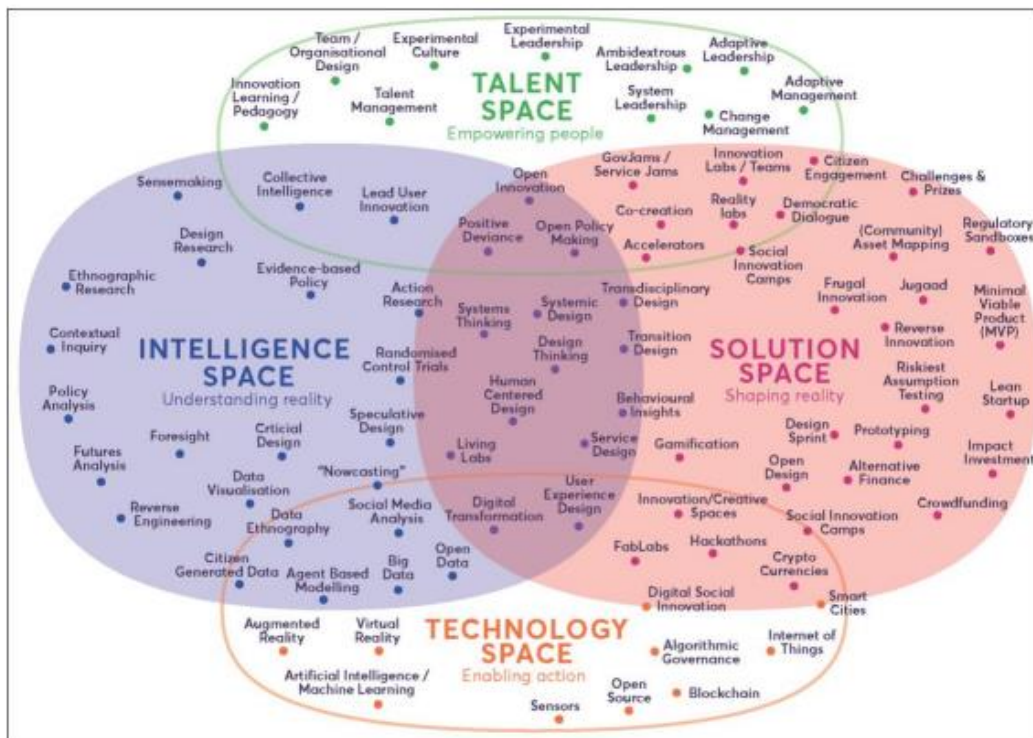 Experimental
Leadership
Team /
Organisational
Design
Experimental
Culture
Ambidextrous
Leadership
Adaptive
Leadership
Innovation
Learning /
Pedagogy
Talent
Management
TALENT
SPACE
Empowering people
System
Leadership
Adaptive
Management
Change
Management
Sensemaking
Collective
Intelligence
Lead User
Innovation
Open
Innovation
GovJams /
Service Jams
Innovation
Labs / Teams
Citizen
Engagement
Challenges &
Prizes
Design
Research
Positive
Deviance
Open Policy
Making
Co-creation
Reality
labs
Democratic
Dialogue
Accelerators
Social
Innovation
Camps
(Community)
Asset Mapping
Regulatory
Sandboxes
Ethnographic
Research
Evidence-based
Policy
Action
Research
Systems
Thinking
Systemic
Design
Transdisciplinary
Design
Frugal
Innovation
Jugaad
Minimal
Viable
Product
(MVP)
Contextual
Inquiry
INTELLIGENCE
SPACE
Understanding reality
Randomised
Control Trials
Design
Thinking
Transition
Design
SOLUTION
SPACE
Shaping reality
Reverse
Innovation
Policy
Analysis
Human
Centered
Design
Behavioural
Insights
Riskiest
Assumption
Testing
Lean
Startup
Futures
Analysis
Foresight
Crticial
Design
Speculative
Design
Living
Labs
Service
Design
Gamification
Design
Sprint
Prototyping
Impact
Investment
Reverse
Engineering
Data
Visualisation
"Nowcasting"
Open
Design
Alternative
Finance
Crowdfunding
Data
Ethnography
Social Media
Analysis
Digital
Transformation
User
Experience
Design
Innovation/Creative
Spaces
Social Innovation
Camps
Citizen
Generated Data
Agent Based
Modelling
Big
Data
Open
Data
FabLabs
Hackathons
Crypto
Currencies
Augmented
Reality
Virtual
Reality
TECHNOLOGY
SPACE
Enabling action
Digital Social
Innovation
Smart
Cities
Algorithmic
Governance
Internet of
Things
Artificial Intelligence /
Machine Learning
Sensors
Open
Source
Blockchain